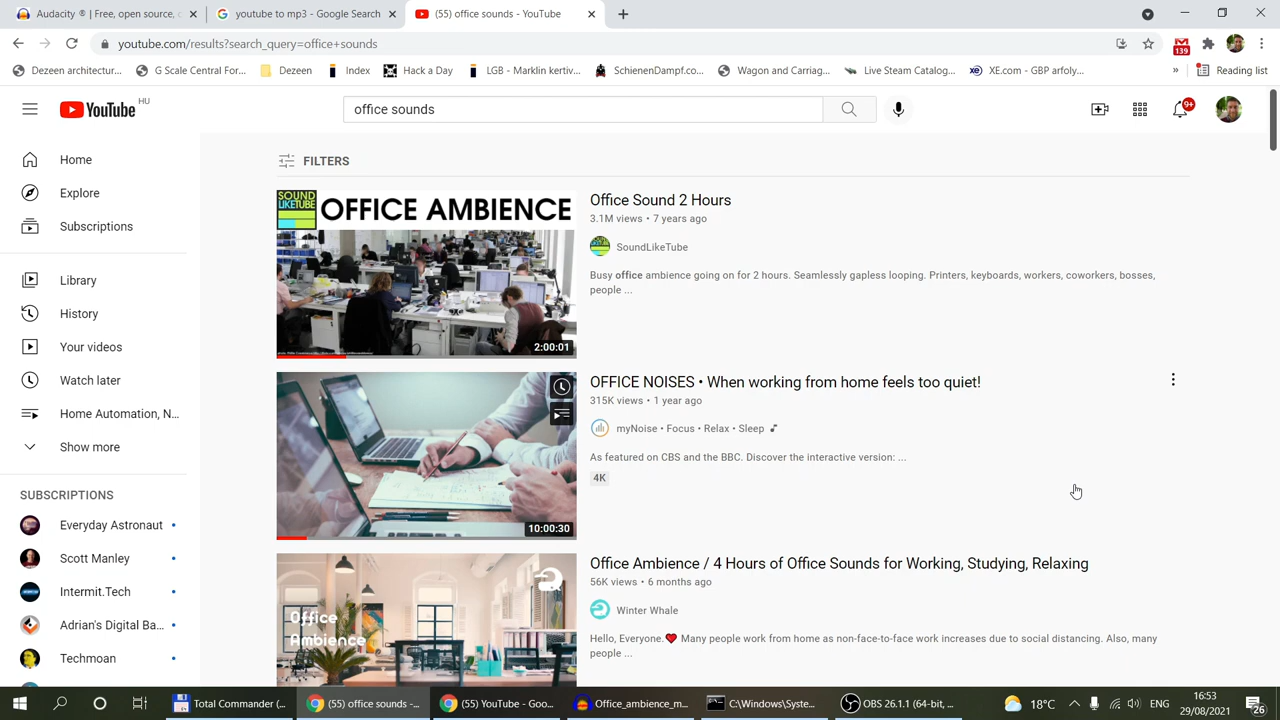 Audacity ® | Free, open source, c
youtube to mp3 - Google Search
(55) office sounds - YouTube
youtube.com/results?search_query=office+sounds
139
Dezeen architectur...
G Scale Central For...
Dezeen
Index
Hack a Day
LGB - Marklin kertiv...
SchienenDampf.co...
Wagon and Carriag...
Live Steam Catalog...
XE.com - GBP arfoly...
»
Reading list
YouTube HU
office sounds
9+
Home
Explore
Subscriptions
Library
History
Your videos
Watch later
Home Automation, N...
Show more
SUBSCRIPTIONS
Everyday Astronaut
Scott Manley
Intermit.Tech
Adrian's Digital Ba...
Techmoan
FILTERS
SOUND
LIKETUBE
OFFICE AMBIENCE
2:00:01
Office Sound 2 Hours
3.1M views • 7 years ago
SoundLikeTube
Busy office ambience going on for 2 hours. Seamlessly gapless looping. Printers, keyboards, workers, coworkers, bosses,
people ...
10:00:30
OFFICE NOISES • When working from home feels too quiet!
315K views • 1 year ago
myNoise • Focus • Relax • Sleep
As featured on CBS and the BBC. Discover the interactive version: ...
4K
Office
Ambience
Office Ambience / 4 Hours of Office Sounds for Working, Studying, Relaxing
56K views • 6 months ago
Winter Whale
Hello, Everyone.❤ Many people work from home as non-face-to-face work increases due to social distancing. Also, many
people ...
Total Commander (...
(55) office sounds -...
(55) YouTube - Goo...
Office_ambience_m...
C:\Windows\Syste...
OBS 26.1.1 (64-bit, ...
18°C
ENG
16:53
29/08/2021
26